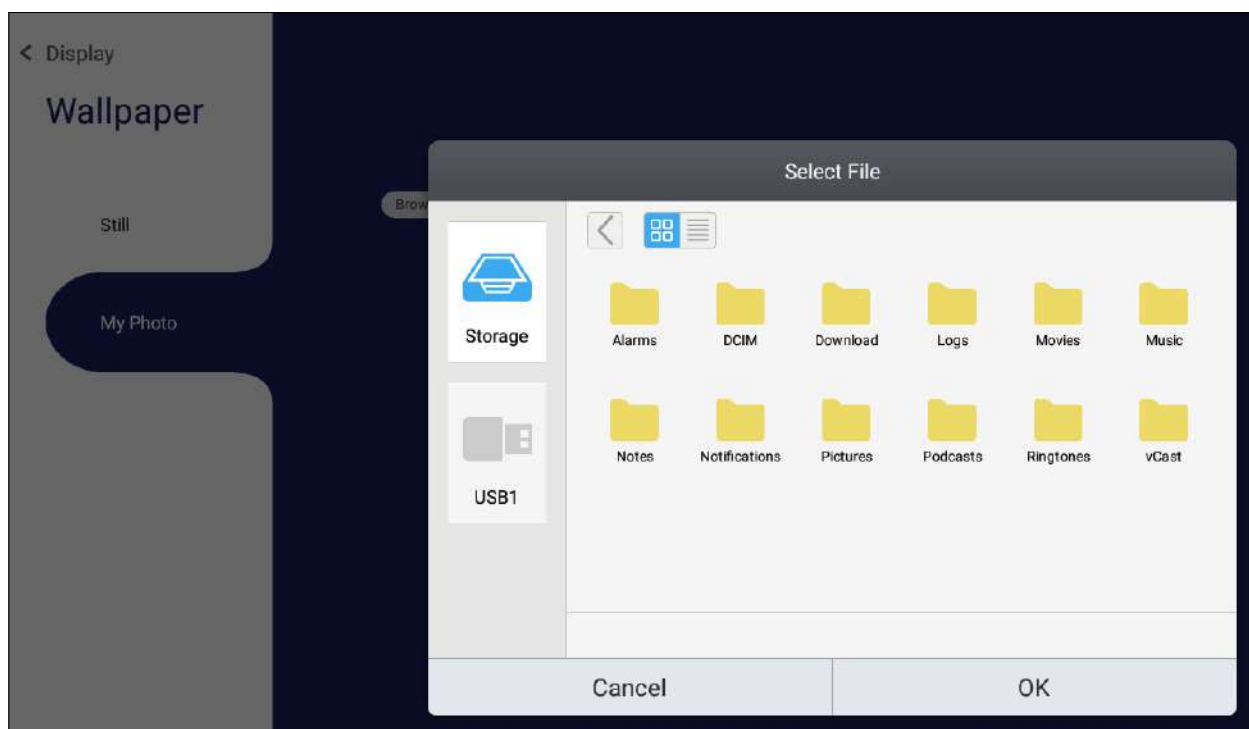 Display
Wallpaper
Still
My Photo
Brow
Select File
Storage
USB1
Alarms DCIM Download Logs Movies Music
Notes Notifications Pictures Podcasts Ringtones vCast
Cancel OK